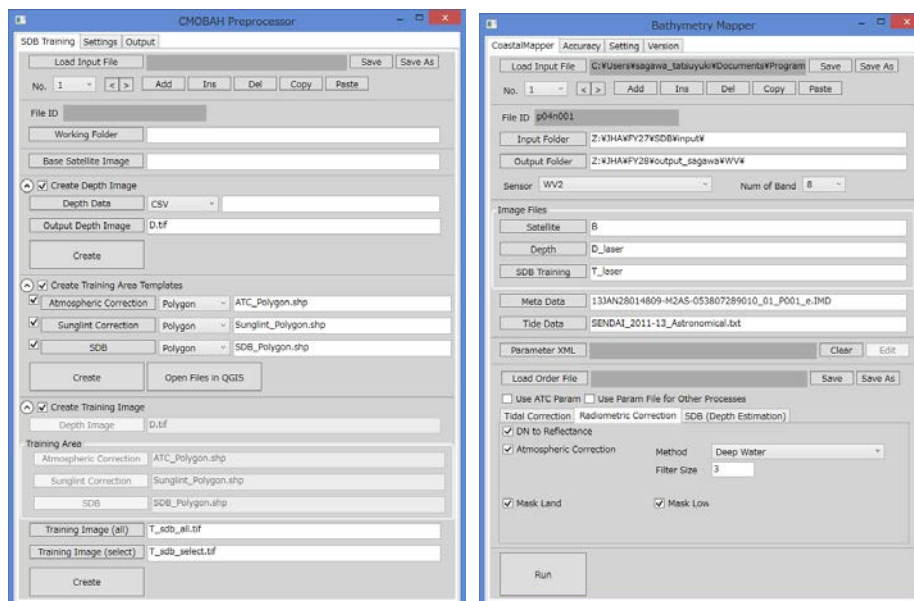 CMOBAH Preprocessor
SDB Training Settings Output
Load Input File Save Save As
No. 1 < > Add Ins Del Copy Paste
File ID
Working Folder
Base Satellite Image
Create Depth Image
Depth Data CSV
Output Depth Image D.tif
Create
Create Training Area Templates
Atmospheric Correction Polygon ATC_Polygon.shp
Sunglint Correction Polygon Sunglint_Polygon.shp
SDB Polygon SDB_Polygon.shp
Create Open Files in QGIS
Create Training Image
Depth Image D.tif
Training Area
Atmospheric Correction ATC_Polygon.shp
Sunglint Correction Sunglint_Polygon.shp
SDB SDB_Polygon.shp
Training Image (all) T_sdb_all.tif
Training Image (select) T_sdb_select.tif
Create
Bathymetry Mapper
CoastalMapper Accuracy Setting Version
Load Input File C:¥Users¥sagawa_tatsuyuki¥Documents¥Program Save Save As
No. 1 < > Add Ins Del Copy Paste
File ID p04n001
Input Folder Z:¥JHA¥FY27¥SDB¥input¥
Output Folder Z:¥JHA¥FY28¥output_sagawa¥WV¥
Sensor WV2 Num of Band 8
Image Files
Satellite B
Depth D_laser
SDB Training T_laser
Meta Data 13JAN28014809-M2AS-053807289010_01_P001_e.IMD
Tide Data SENDAI_2011-13_Astronomical.txt
Parameter XML Clear Edit
Load Order File Save Save As
Use ATC Param Use Param File for Other Processes
Tidal Correction Radiometric Correction SDB (Depth Estimation)
DN to Reflectance
Atmospheric Correction Method Deep Water
Filter Size 3
Mask Land Mask Low
Run